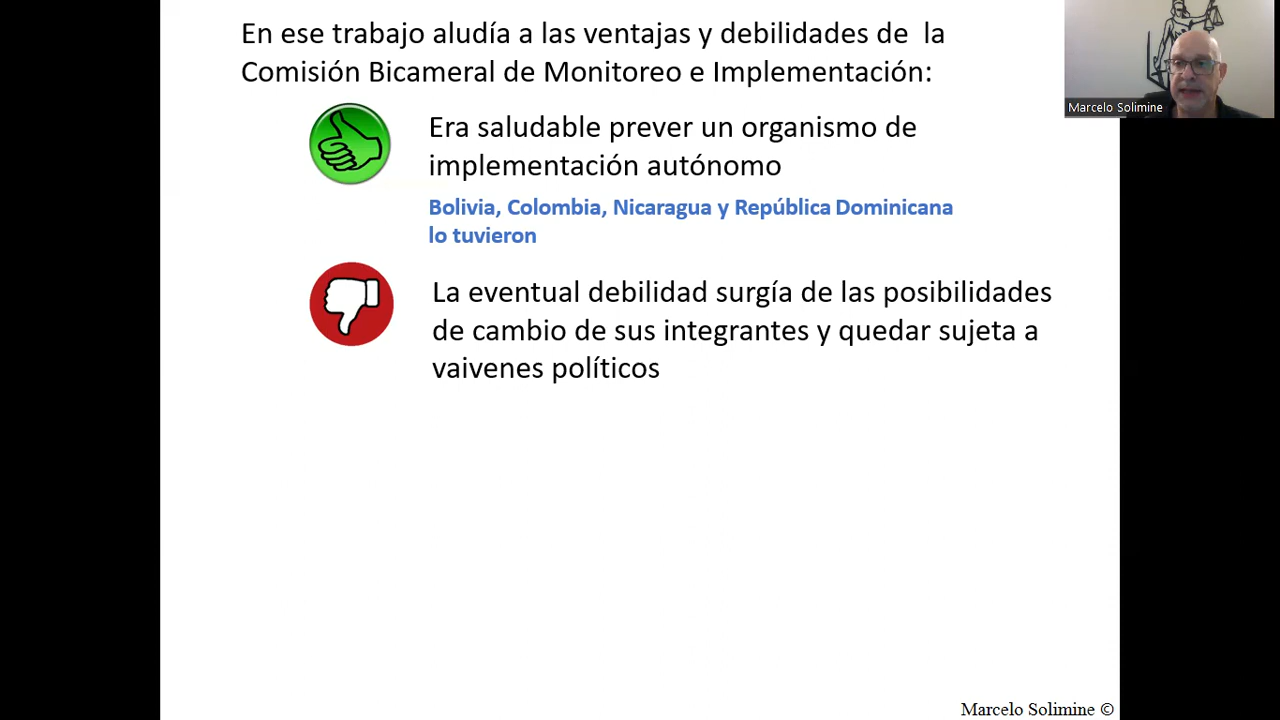 En ese trabajo aludía a las ventajas y debilidades de la
Comisión Bicameral de Monitoreo e Implementación:
Marcelo Solimine
Era saludable prever un organismo de
implementación autónomo
Bolivia, Colombia, Nicaragua y República Dominicana
lo tuvieron
La eventual debilidad surgía de las posibilidades
de cambio de sus integrantes y quedar sujeta a
vaivenes políticos
Marcelo Solimine ©